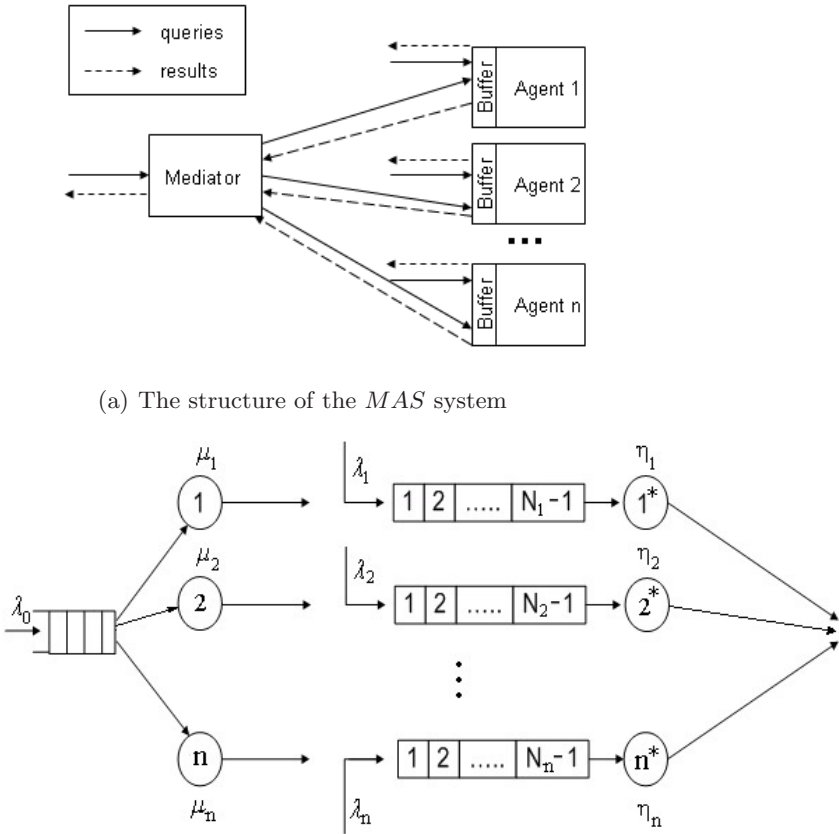 queries
results
Mediator
Buffer
Agent 1
Buffer
Agent 2
...
Buffer
Agent n
(a) The structure of the MAS system
μ₁
λ₁
1 2 ..... N₁-1
η₁
1
1*
μ₂
λ₂
1 2 ..... N₂-1
η₂
2
2*
λ₀
n
μₙ
λₙ
1 2 ..... Nₙ-1
n*
ηₙ